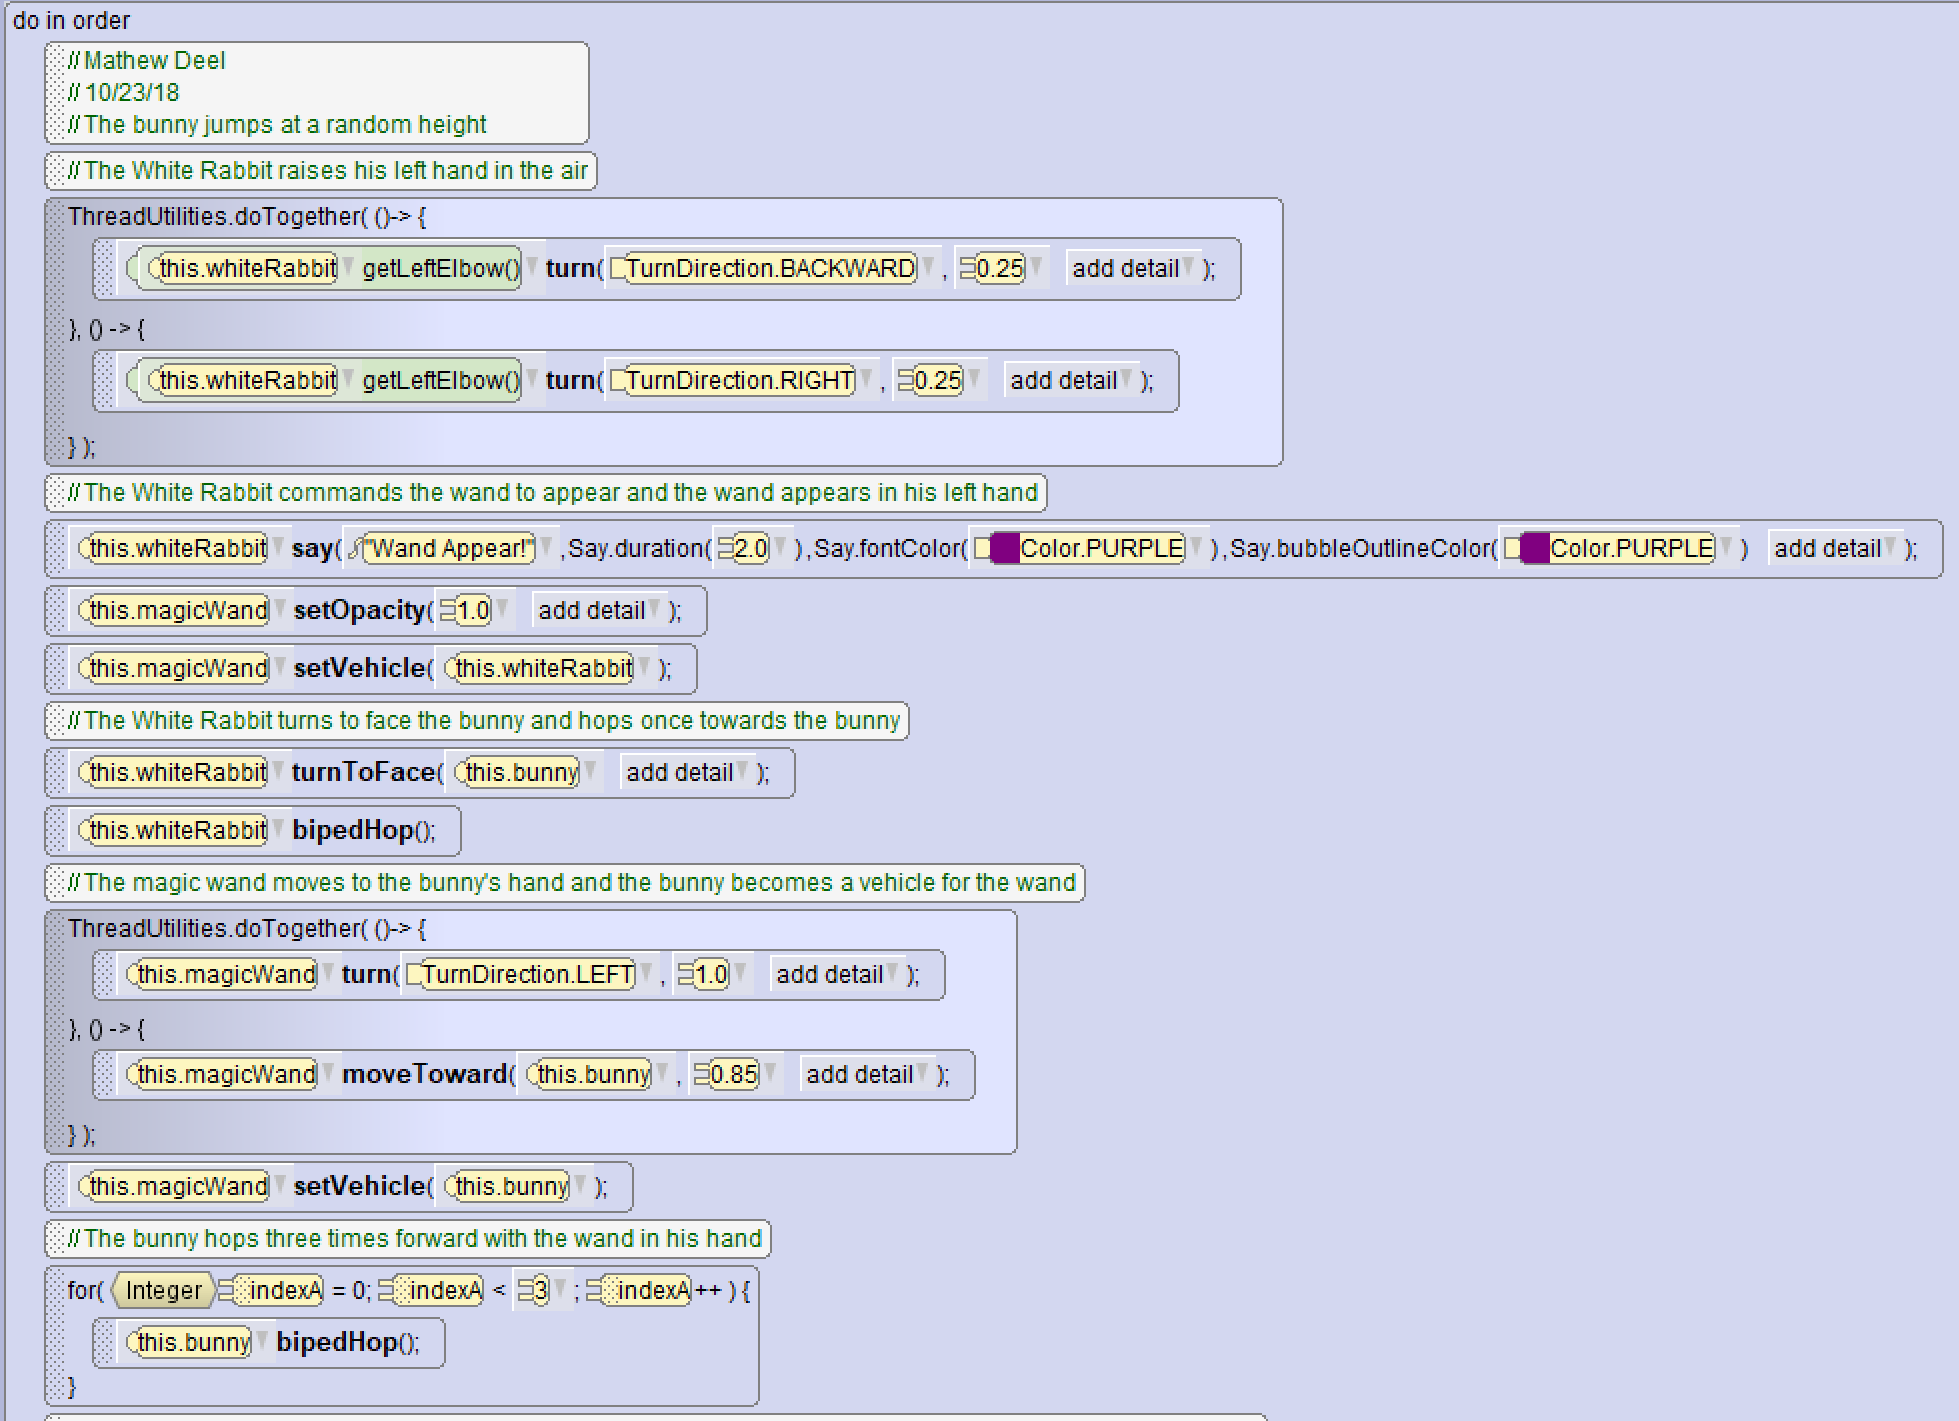 do in order
// Mathew Deel
// 10/23/18
// The bunny jumps at a random height
// The White Rabbit raises his left hand in the air
ThreadUtilities.doTogether( ()-> {
this.whiteRabbit getLeftElbow() turn( TurnDirection.BACKWARD , 0.25 add detail );
}, () -> {
this.whiteRabbit getLeftElbow() turn( TurnDirection.RIGHT , 0.25 add detail );
} );
// The White Rabbit commands the wand to appear and the wand appears in his left hand
this.whiteRabbit say( "Wand Appear!" ,Say.duration( 2.0 ),Say.fontColor( Color.PURPLE ),Say.bubbleOutlineColor( Color.PURPLE ) add detail );
this.magicWand setOpacity( 1.0 add detail );
this.magicWand setVehicle( this.whiteRabbit );
// The White Rabbit turns to face the bunny and hops once towards the bunny
this.whiteRabbit turnToFace( this.bunny add detail );
this.whiteRabbit bipedHop();
// The magic wand moves to the bunny's hand and the bunny becomes a vehicle for the wand
ThreadUtilities.doTogether( ()-> {
this.magicWand turn( TurnDirection.LEFT , 1.0 add detail );
}, () -> {
this.magicWand moveToward( this.bunny , 0.85 add detail );
} );
this.magicWand setVehicle( this.bunny );
// The bunny hops three times forward with the wand in his hand
for( Integer indexA = 0; indexA < 3 ; indexA ++ ) {
this.bunny bipedHop();
}